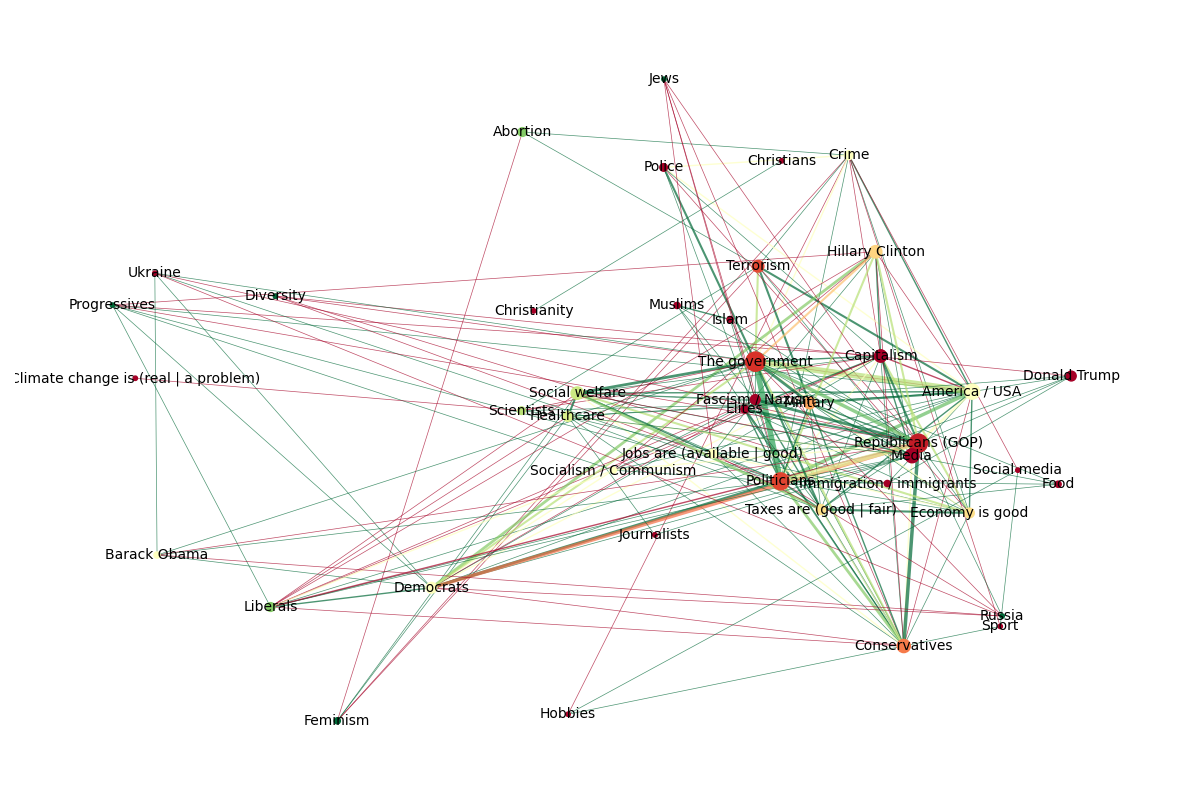 Jews
Abortion
Crime
Christians
Police
Hillary Clinton
Terrorism
Ukraine
Diversity
Progressives
Muslims
Christianity
Islam
Capitalism
The government
Donald Trump
Climate change is (real | a problem)
America / USA
Social welfare
Fascism / Nazism
Military
Elites
Scientists
Healthcare
Republicans (GOP)
Jobs are (available | good)
Media
Socialism / Communism
Social media
Politicians
Immigration / immigrants
Food
Taxes are (good | fair)
Economy is good
Journalists
Barack Obama
Democrats
Liberals
Russia
Sport
Conservatives
Hobbies
Feminism